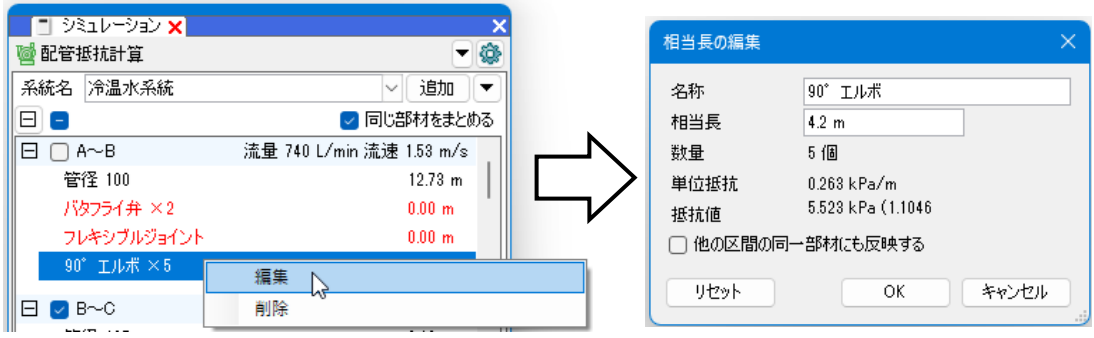 シミュレーション
配管抵抗計算
系統名 冷温水系統 追加
同じ部材をまとめる
A～B 流量 740 L/min 流速 1.53 m/s
管径 100 12.73 m
バタフライ弁 ×2 0.00 m
フレキシブルジョイント 0.00 m
90° エルボ ×5
編集
削除
B～C
相当長の編集
名称 90° エルボ
相当長 4.2 m
数量 5 個
単位抵抗 0.263 kPa/m
抵抗値 5.523 kPa (1.1046
他の区間の同一部材にも反映する
リセット OK キャンセル